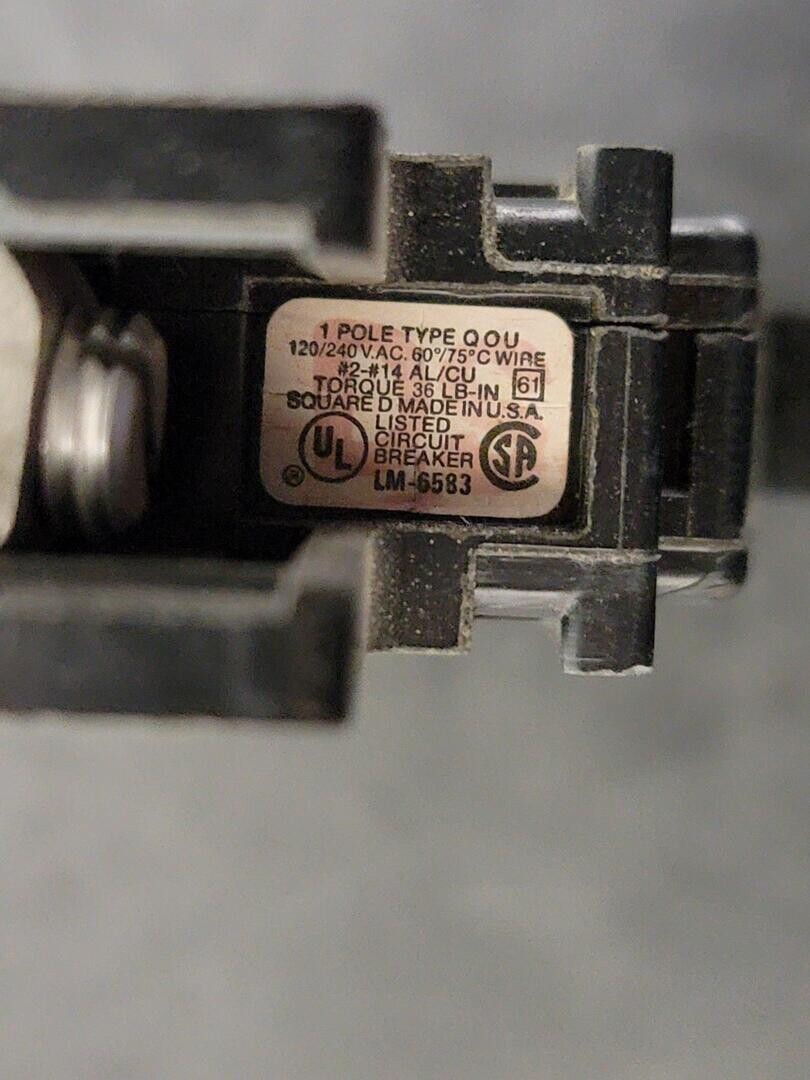 1 POLE TYPE QOU
120/240 V.AC. 60°/75°C WIRE
#2-#14 AL/CU
TORQUE 36 LB-IN 61
SQUARE D MADE IN U.S.A.
UL ® LISTED CIRCUIT BREAKER SA
LM-6583